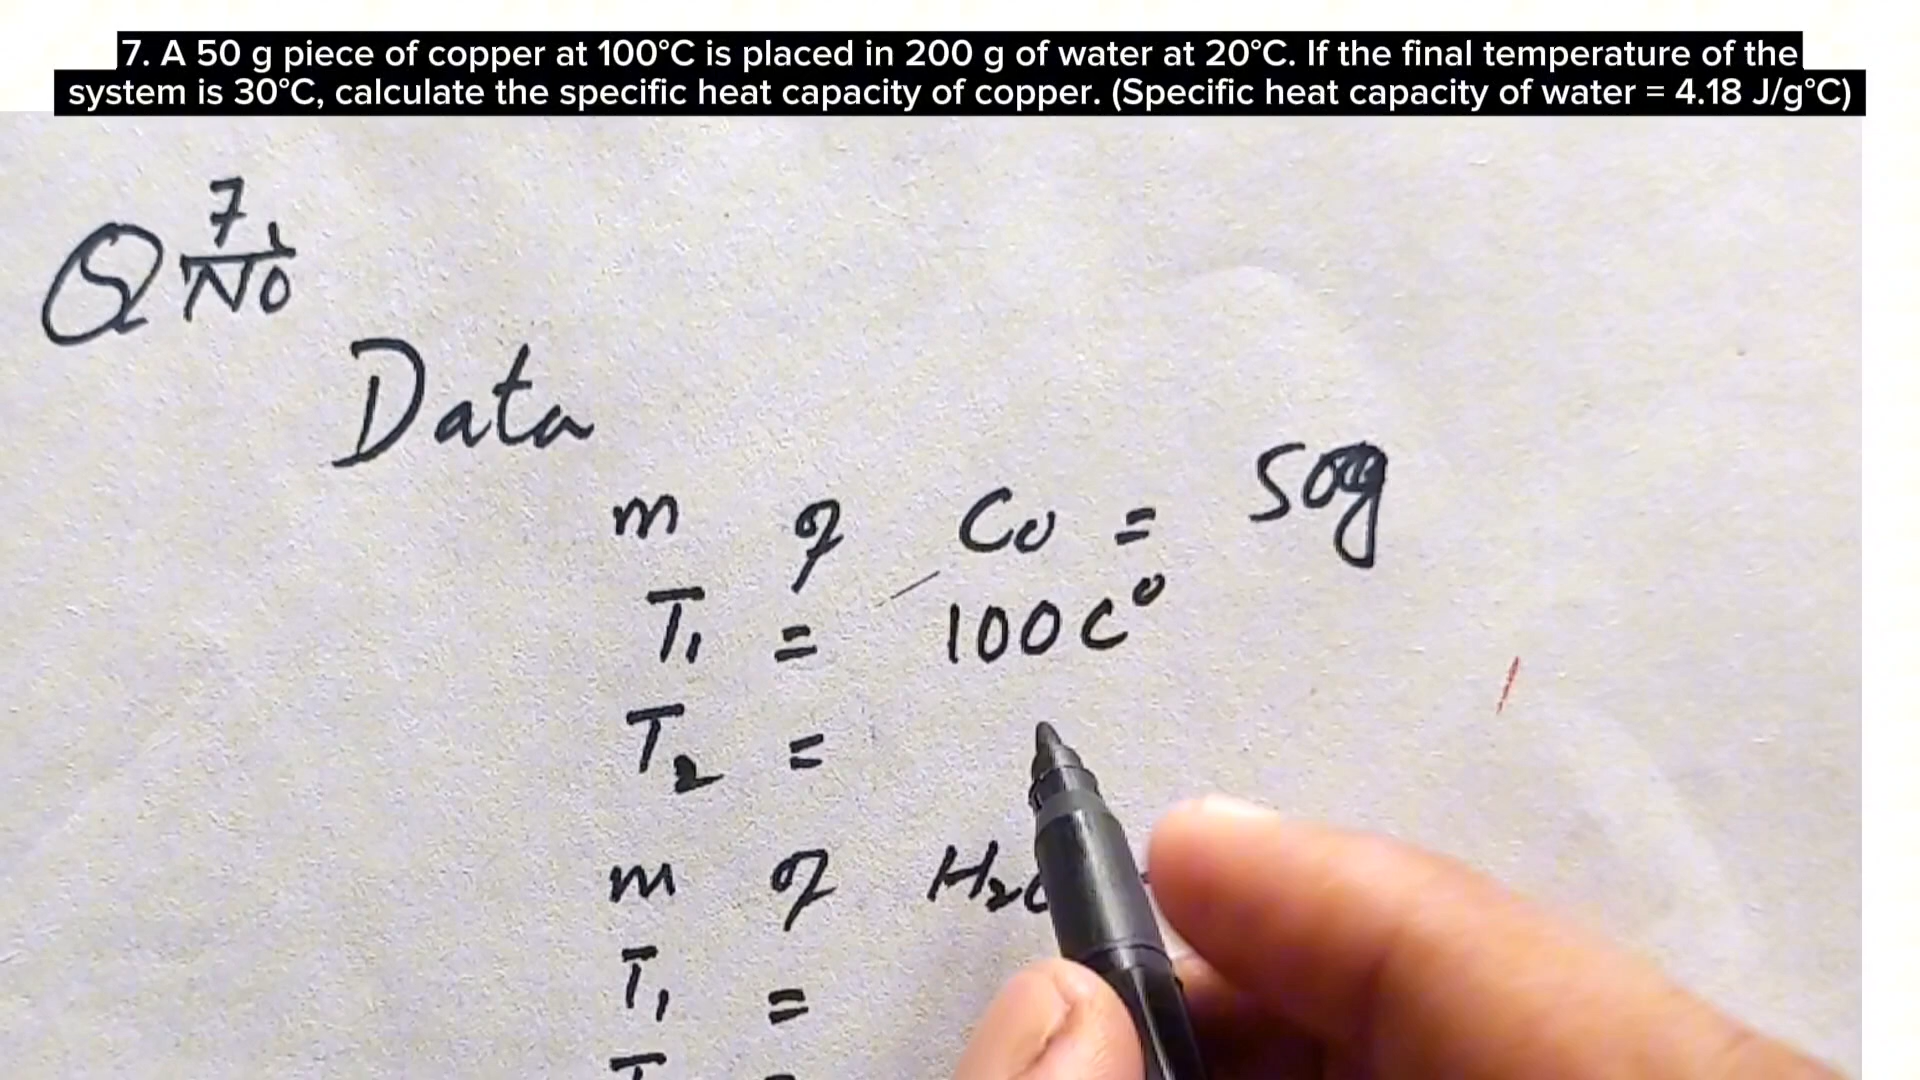 7. A 50 g piece of copper at 100°C is placed in 200 g of water at 20°C. If the final temperature of the
system is 30°C, calculate the specific heat capacity of copper. (Specific heat capacity of water = 4.18 J/g°C)
Q 7 No
Data
m of Cu = 50g
T₁ = 100C°
T₂ =
m of H₂O
T₁ =